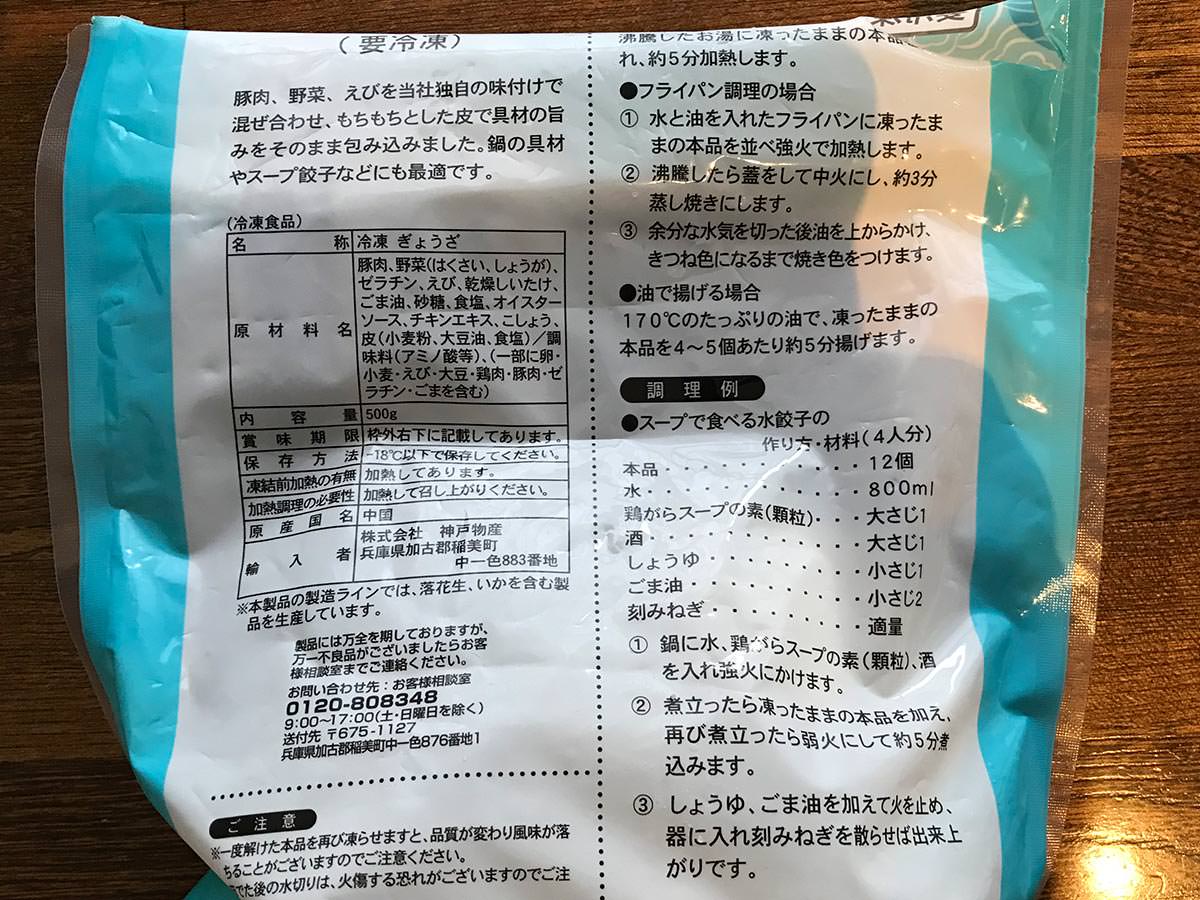 (要冷凍)
豚肉、野菜、えびを当社独自の味付けで
混ぜ合わせ、もちもちとした皮で具材の旨
みをそのまま包み込みました。鍋の具材
やスープ餃子などにも最適です。
(冷凍食品)
名称 冷凍 ぎょうざ
原材料名 豚肉、野菜(はくさい、しょうが)、
ゼラチン、えび、乾燥しいたけ、
ごま油、砂糖、食塩、オイスター
ソース、チキンエキス、こしょう、
皮(小麦粉、大豆油、食塩)/調
味料(アミノ酸等)、(一部に卵・
小麦・えび・大豆・鶏肉・豚肉・ゼ
ラチン・ごまを含む)
内容量 500g
賞味期限 枠外右下に記載してあります。
保存方法 -18℃以下で保存してください。
凍結前加熱の有無 加熱してあります。
加熱調理の必要性 加熱して召し上がりください。
原産国名 中国
輸入者 株式会社 神戸物産
兵庫県加古郡稲美町
中一色883番地
※本製品の製造ラインでは、落花生、いかを含む製
品を生産しています。
製品には万全を期しておりますが、
万一不良品がございましたらお客
様相談室までご連絡ください。
お問い合わせ先:お客様相談室
0120-808348
9:00~17:00(土・日曜日を除く)
送付先 〒675-1127
兵庫県加古郡稲美町中一色876番地1
ご注意
※一度解けた本品を再び凍らせますと、品質が変わり風味が落
ちることがございますのでご注意ください。
でた後の水切りは、火傷する恐れがございますのでご注
沸騰したお湯に凍ったままの本品
れ、約5分加熱します。
●フライパン調理の場合
① 水と油を入れたフライパンに凍ったま
まの本品を並べ強火で加熱します。
② 沸騰したら蓋をして中火にし、約3分
蒸し焼きにします。
③ 余分な水気を切った後油を上からかけ、
きつね色になるまで焼き色をつけます。
●油で揚げる場合
170℃のたっぷりの油で、凍ったままの
本品を4~5個あたり約5分揚げます。
調理例
●スープで食べる水餃子の
作り方・材料(4人分)
本品・・・・・・・・・・・12個
水・・・・・・・・・・・・800ml
鶏がらスープの素(顆粒)・・・大さじ1
酒・・・・・・・・・・・・大さじ1
しょうゆ・・・・・・・・・小さじ1
ごま油・・・・・・・・・・小さじ2
刻みねぎ・・・・・・・・・適量
① 鍋に水、鶏がらスープの素(顆粒)、酒
を入れ強火にかけます。
② 煮立ったら凍ったままの本品を加え、
再び煮立ったら弱火にして約5分煮
込みます。
③ しょうゆ、ごま油を加えて火を止め、
器に入れ刻みねぎを散らせば出来上
がりです。